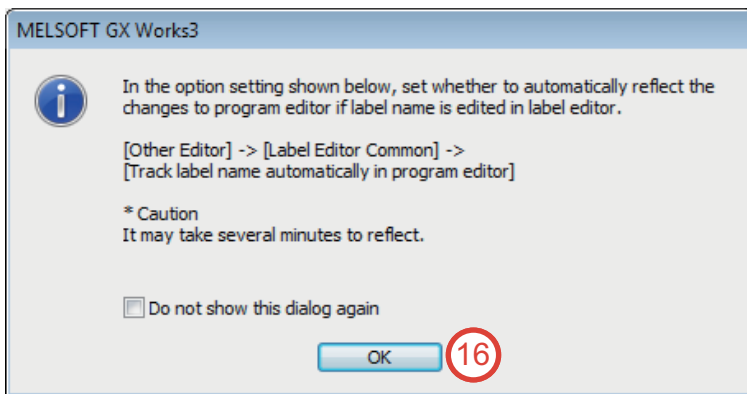 MELSOFT GX Works3
In the option setting shown below, set whether to automatically reflect the
changes to program editor if label name is edited in label editor.
[Other Editor] -> [Label Editor Common] ->
[Track label name automatically in program editor]
* Caution
It may take several minutes to reflect.
Do not show this dialog again
OK
16